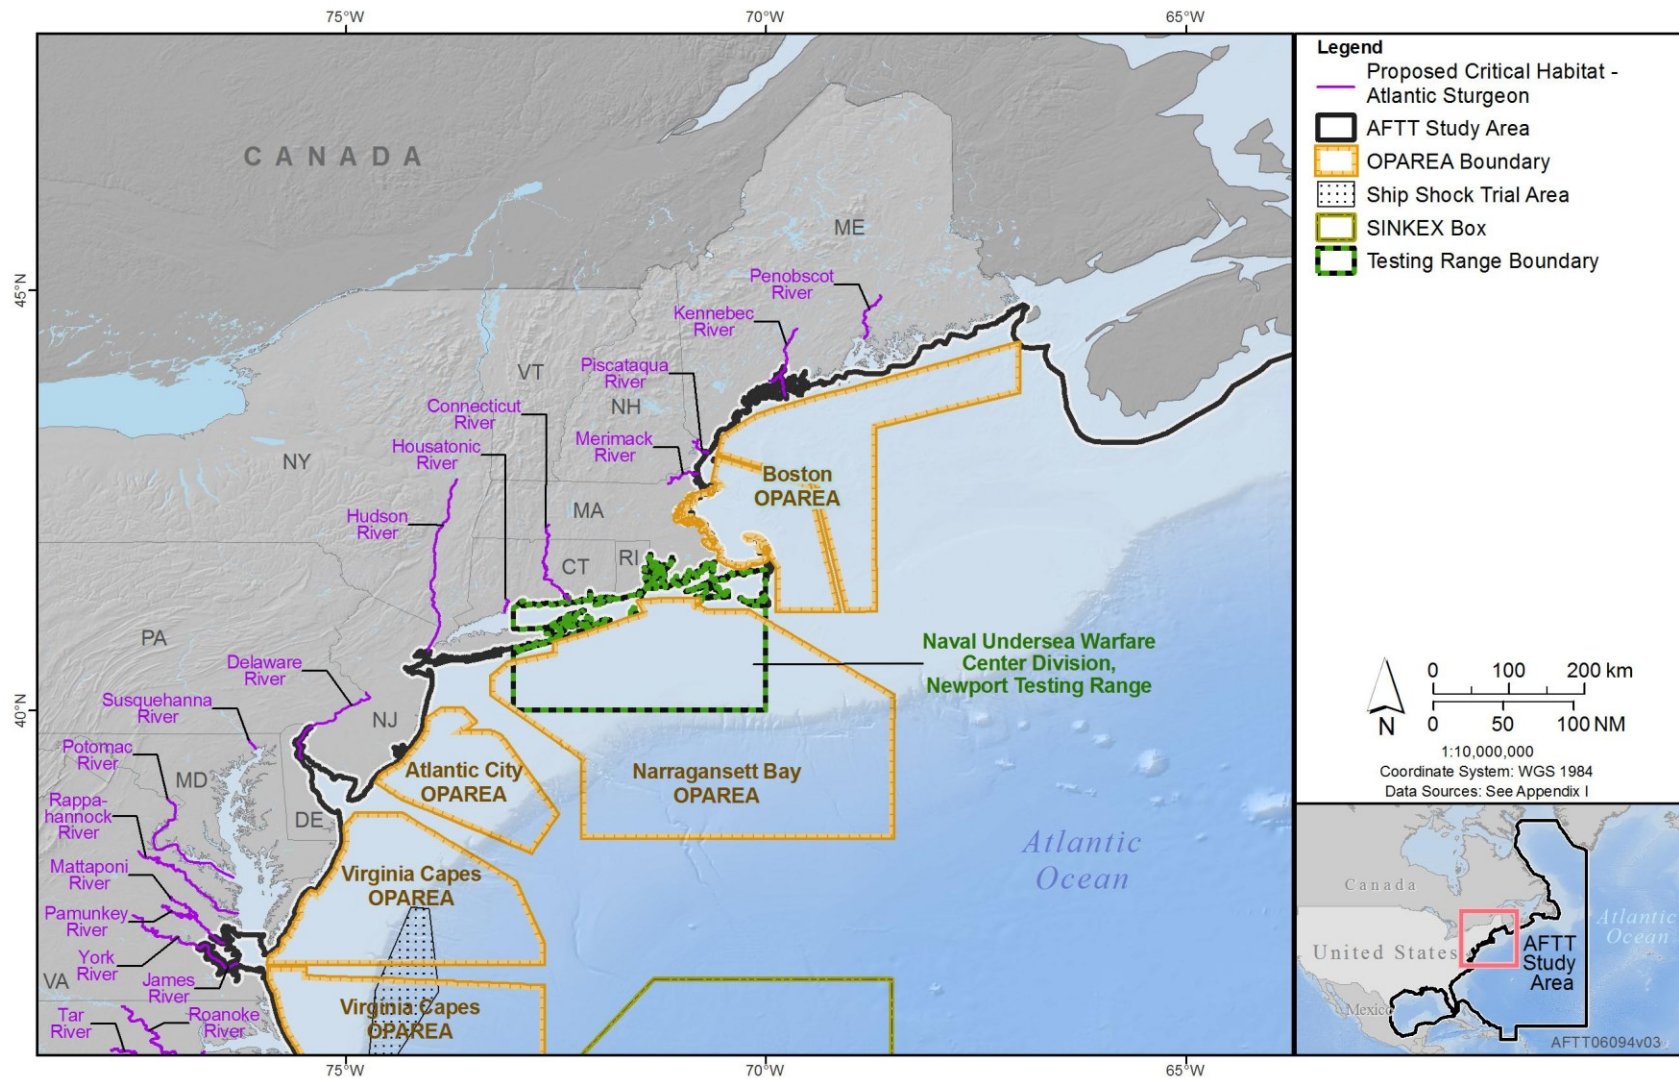 75°W
70°W
65°W
45°N
40°N
CANADA
ME
VT
NH
NY
MA
CT
RI
PA
NJ
MD
DE
VA
Penobscot
River
Kennebec
River
Piscataqua
River
Connecticut
River
Merimack
River
Housatonic
River
Hudson
River
Delaware
River
Susquehanna
River
Potomac
River
Rappa-
hannock
River
Mattaponi
River
Pamunkey
River
York
River
James
River
Tar
River
Roanoke
River
Boston
OPAREA
Naval Undersea Warfare
Center Division,
Newport Testing Range
Atlantic City
OPAREA
Narragansett Bay
OPAREA
Virginia Capes
OPAREA
Virginia Capes
OPAREA
Atlantic
Ocean
75°W
70°W
65°W
Legend
Proposed Critical Habitat -
Atlantic Sturgeon
AFTT Study Area
OPAREA Boundary
Ship Shock Trial Area
SINKEX Box
Testing Range Boundary
N
0 100 200 km
0 50 100 NM
1:10,000,000
Coordinate System: WGS 1984
Data Sources: See Appendix I
Canada
United States
Mexico
Atlantic
Ocean
AFTT
Study
Area
AFTT06094v03